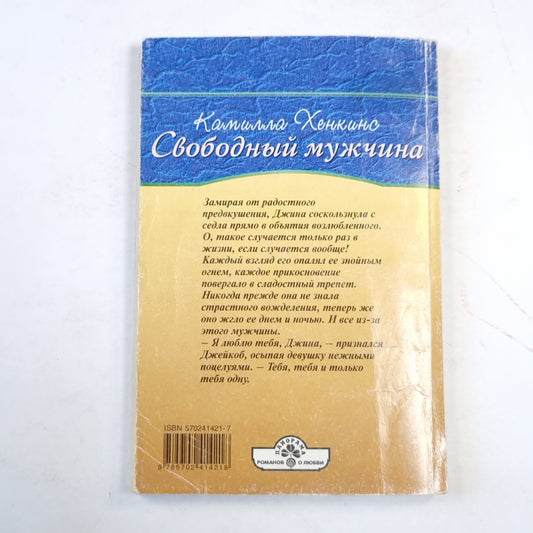 Камилла Хенкинс
Свободный мужчина
Замирая от радостного
предвкушения, Джина соскользнула с
седла прямо в объятия возлюбленного.
О, такое случается только раз в
жизни, если случается вообще!
Каждый взгляд его опалял ее знойным
огнем, каждое прикосновение
повергало в сладостный трепет.
Никогда прежде она не знала
страстного вожделения, теперь же
оно жгло ее днем и ночью. И все из-за
этого мужчины.
– Я люблю тебя, Джина, – признался
Джейкоб, осыпая девушку нежными
поцелуями. – Тебя, тебя и только
тебя одну.
ISBN 570241421-7
9785702414218
ПАНОРАМА
РОМАНОВ О ЛЮБВИ